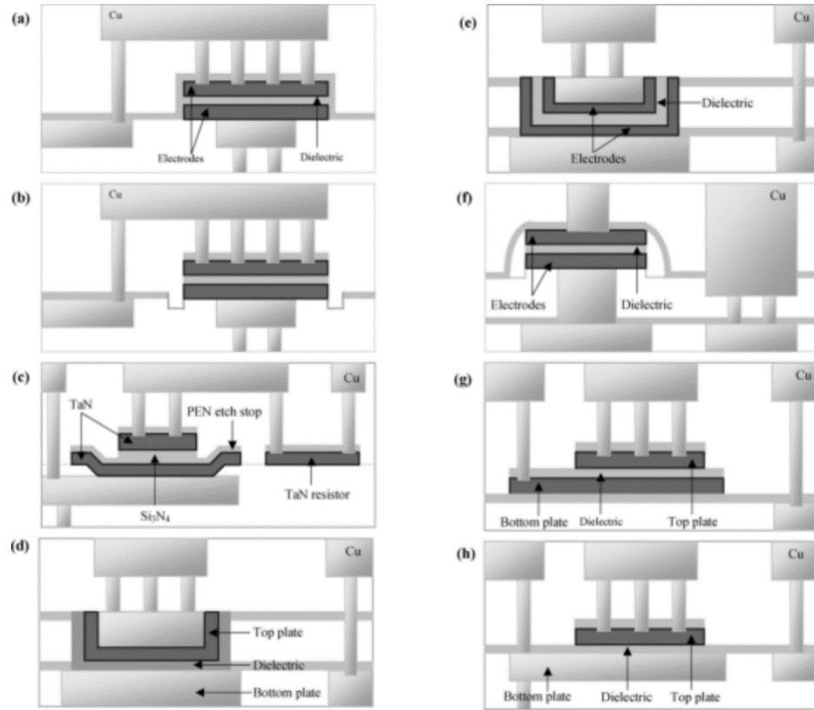 (a)
Cu
Electrodes
Dielectric
(b)
Cu
(c)
Cu
TaN
PEN etch stop
Si₃N₄
TaN resistor
(d)
Cu
Top plate
Dielectric
Bottom plate
(e)
Cu
Dielectric
Electrodes
(f)
Cu
Electrodes
Dielectric
(g)
Cu
Bottom plate
Dielectric
Top plate
(h)
Cu
Bottom plate
Dielectric
Top plate